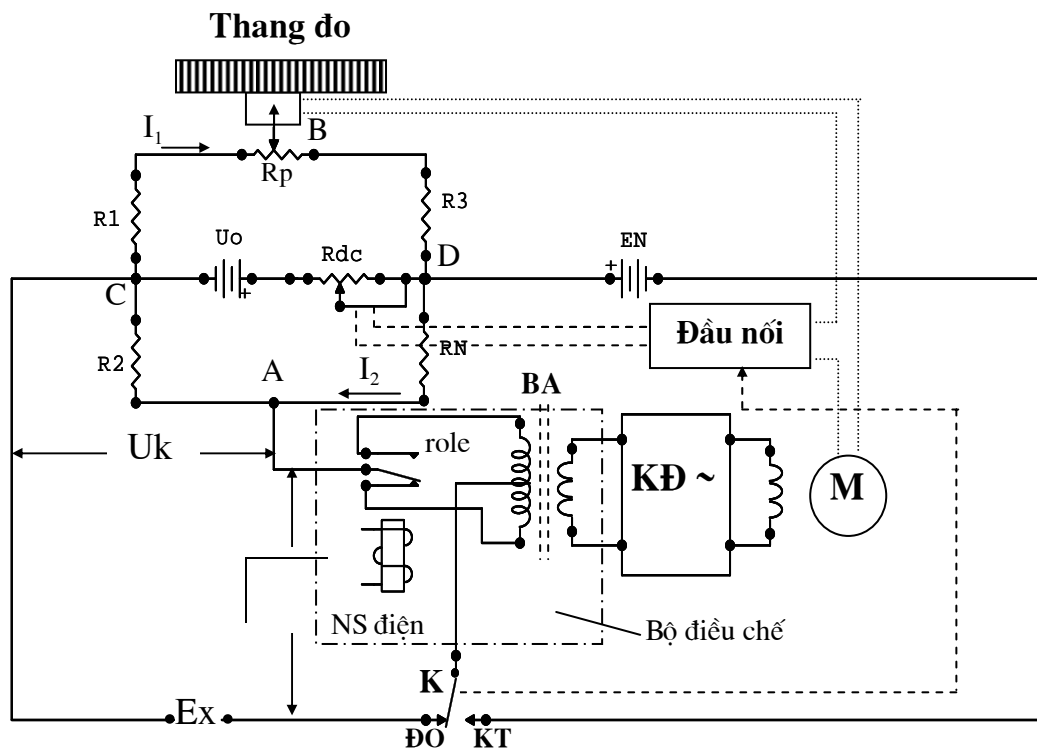 Thang đo
B
I1
Rp
R1
R3
Uo
Rdc
D
EN
+
+
C
Đầu nối
R2
RN
A
I2
BA
Uk
role
KĐ ~
M
NS điện
Bộ điều chế
K
Ex
ĐO
KT